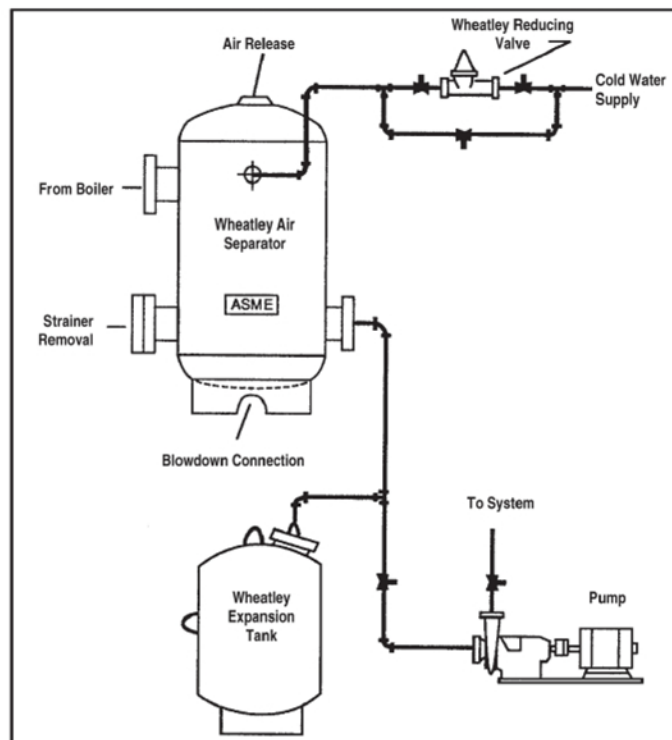 Air Release
Wheatley Reducing
Valve
Cold Water
Supply
From Boiler
Wheatley Air
Separator
ASME
Strainer
Removal
Blowdown Connection
To System
Wheatley
Expansion
Tank
Pump